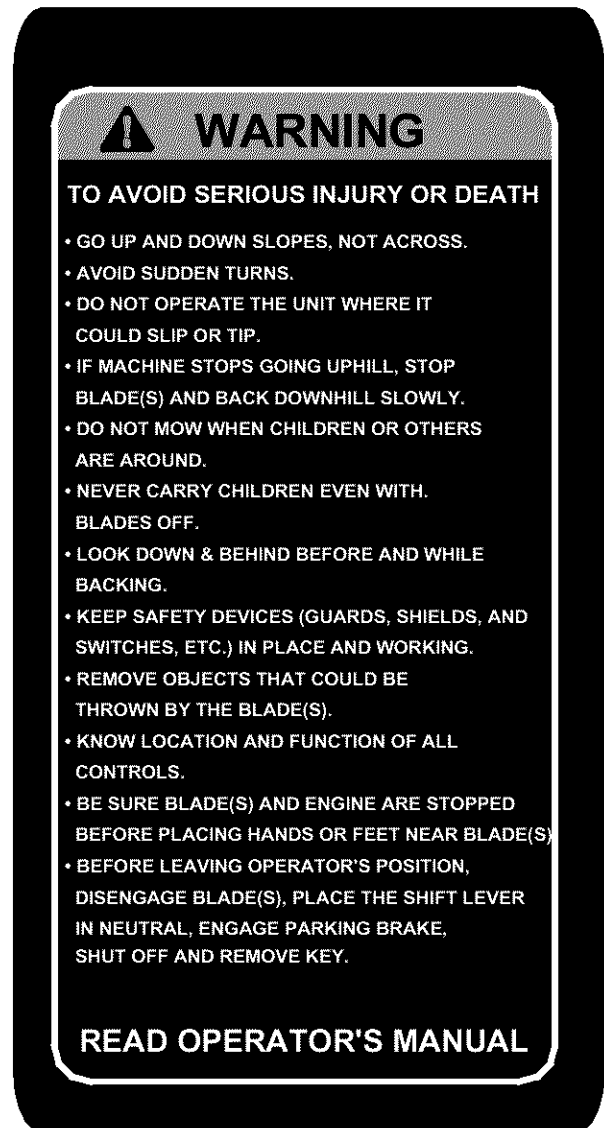 WARNING
TO AVOID SERIOUS INJURY OR DEATH
• GO UP AND DOWN SLOPES, NOT ACROSS.
• AVOID SUDDEN TURNS.
• DO NOT OPERATE THE UNIT WHERE IT
COULD SLIP OR TIP.
• IF MACHINE STOPS GOING UPHILL, STOP
BLADE(S) AND BACK DOWNHILL SLOWLY.
• DO NOT MOW WHEN CHILDREN OR OTHERS
ARE AROUND.
• NEVER CARRY CHILDREN EVEN WITH.
BLADES OFF.
• LOOK DOWN & BEHIND BEFORE AND WHILE
BACKING.
• KEEP SAFETY DEVICES (GUARDS, SHIELDS, AND
SWITCHES, ETC.) IN PLACE AND WORKING.
• REMOVE OBJECTS THAT COULD BE
THROWN BY THE BLADE(S).
• KNOW LOCATION AND FUNCTION OF ALL
CONTROLS.
• BE SURE BLADE(S) AND ENGINE ARE STOPPED
BEFORE PLACING HANDS OR FEET NEAR BLADE(S)
• BEFORE LEAVING OPERATOR'S POSITION,
DISENGAGE BLADE(S), PLACE THE SHIFT LEVER
IN NEUTRAL, ENGAGE PARKING BRAKE,
SHUT OFF AND REMOVE KEY.
READ OPERATOR'S MANUAL